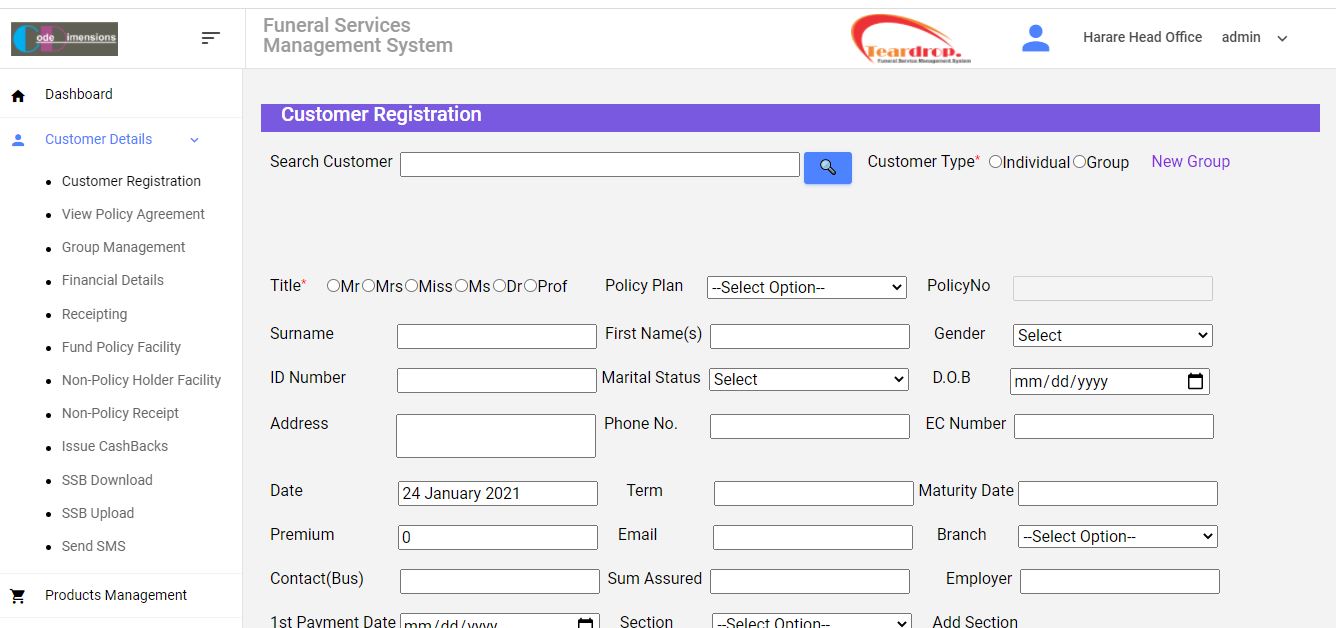 ode Dimensions
Funeral Services
Management System
Teardrop.
Funeral Service Management System
Harare Head Office admin
Dashboard
Customer Details
Customer Registration
View Policy Agreement
Group Management
Financial Details
Receipting
Fund Policy Facility
Non-Policy Holder Facility
Non-Policy Receipt
Issue CashBacks
SSB Download
SSB Upload
Send SMS
Products Management
Customer Registration
Search Customer Customer Type* Individual Group New Group
Title* Mr Mrs Miss Ms Dr Prof Policy Plan --Select Option-- PolicyNo
Surname First Name(s) Gender Select
ID Number Marital Status Select D.O.B mm/dd/yyyy
Address Phone No. EC Number
Date 24 January 2021 Term Maturity Date
Premium 0 Email Branch --Select Option--
Contact(Bus) Sum Assured Employer
1st Payment Date mm/dd/yyyy Section --Select Option-- Add Section